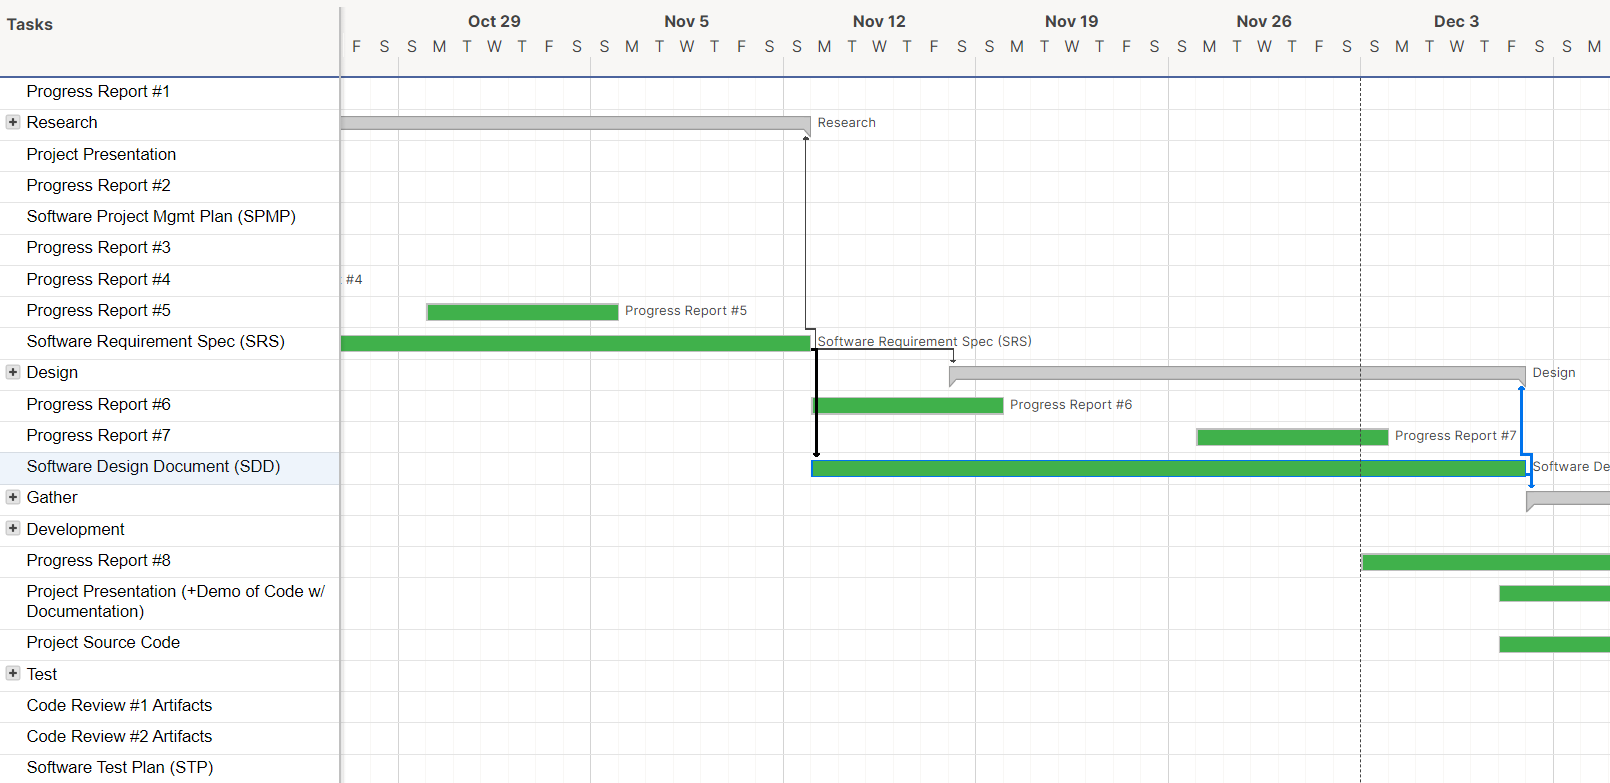 Tasks
Oct 29 Nov 5 Nov 12 Nov 19 Nov 26 Dec 3
F S S M T W T F S S M T W T F S S M T W T F S S M T W T F S S M T W T F S S M T W T F S S M
Progress Report #1
Research Research
Project Presentation
Progress Report #2
Software Project Mgmt Plan (SPMP)
Progress Report #3
Progress Report #4 #4
Progress Report #5 Progress Report #5
Software Requirement Spec (SRS) Software Requirement Spec (SRS)
Design Design
Progress Report #6 Progress Report #6
Progress Report #7 Progress Report #7
Software Design Document (SDD) Software De
Gather
Development
Progress Report #8
Project Presentation (+Demo of Code w/
Documentation)
Project Source Code
Test
Code Review #1 Artifacts
Code Review #2 Artifacts
Software Test Plan (STP)